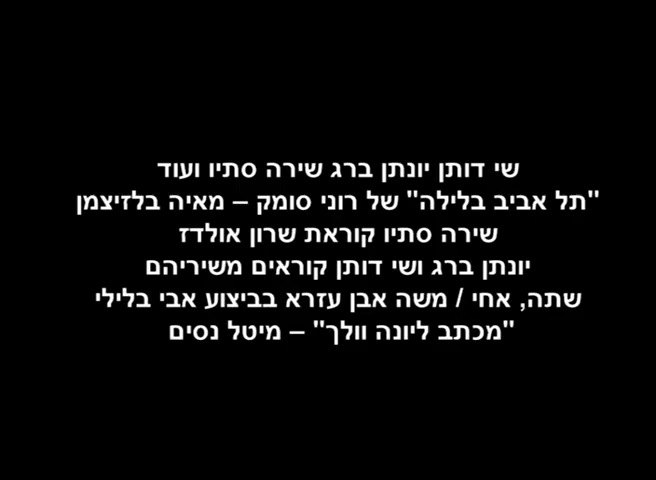 שי דותן יונתן ברג שירה סתיו ועוד
"תל אביב בלילה" של רוני סומק – מאיה בלזיצמן
שירה סתיו קוראת שרון אולדז
יונתן ברג ושי דותן קוראים משיריהם
שתה, אחי / משה אבן עזרא בביצוע אבי בלילי
"מכתב ליונה וולך" – מיטל נסים